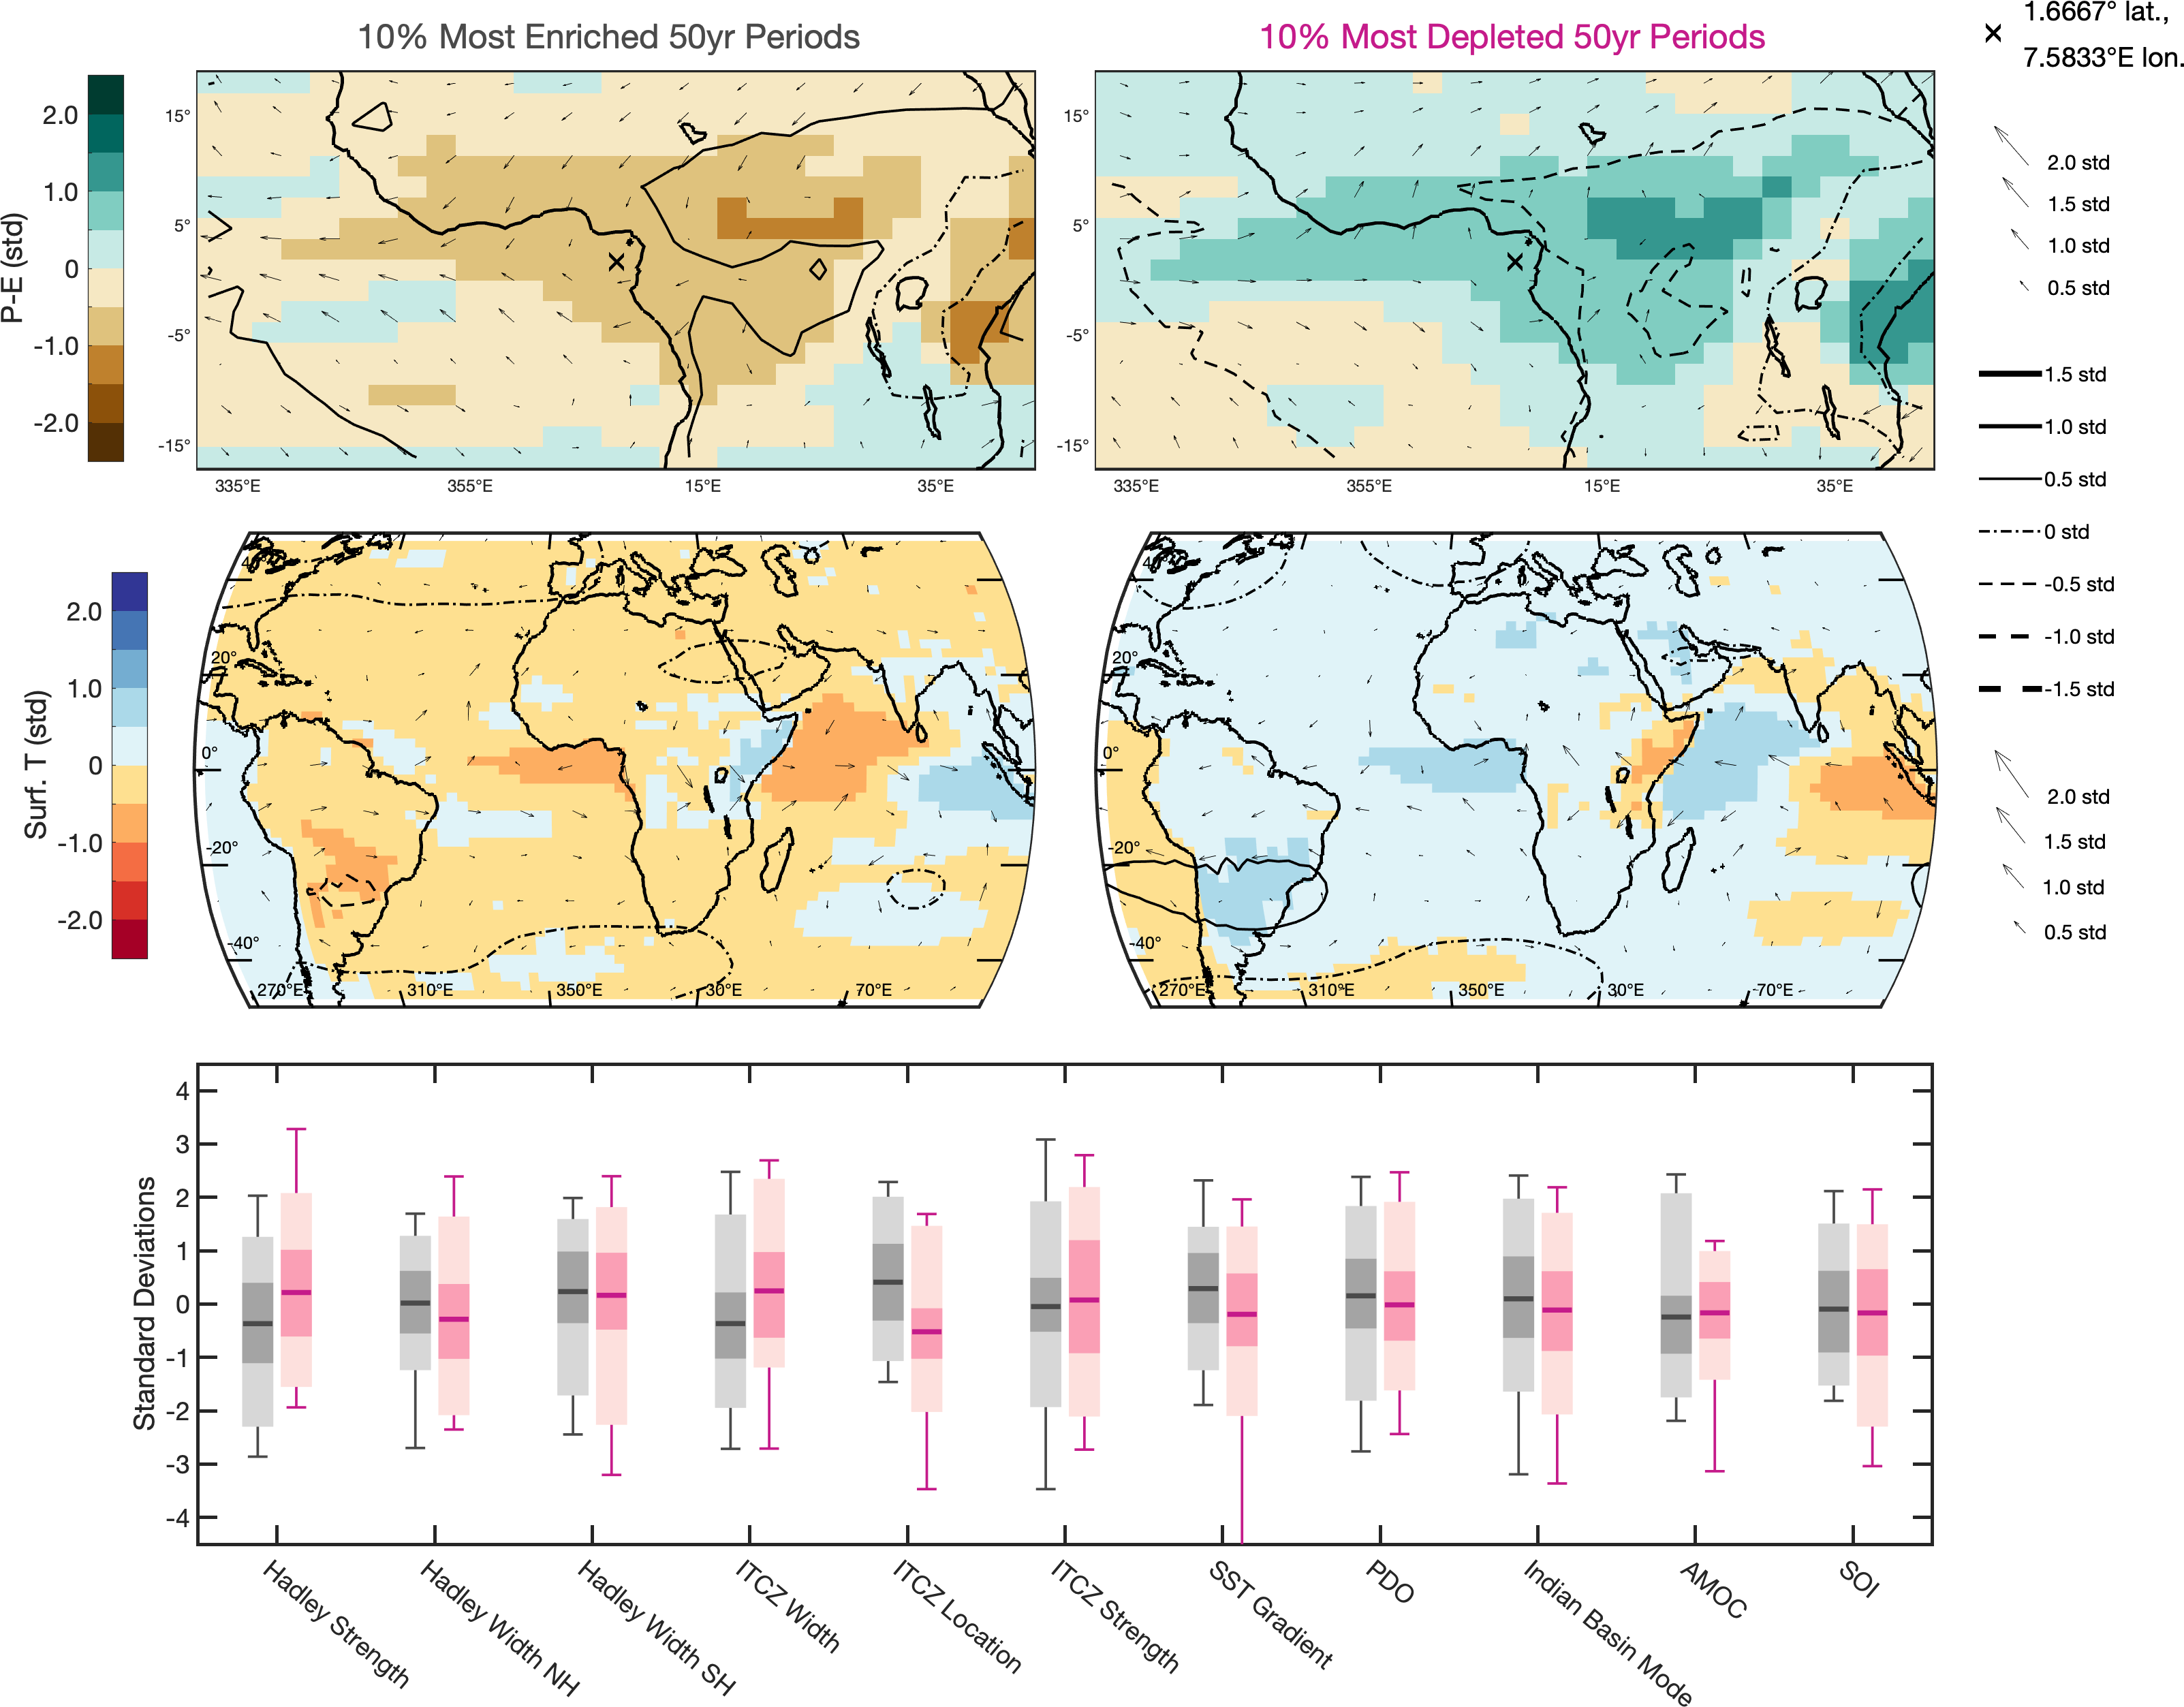 10% Most Enriched 50yr Periods
10% Most Depleted 50yr Periods
1.6667° lat.,
7.5833°E lon.
P-E (std)
2.0
1.0
0
-1.0
-2.0
15°
5°
-5°
-15°
335°E
355°E
15°E
35°E
15°
5°
-5°
-15°
335°E
355°E
15°E
35°E
2.0 std
1.5 std
1.0 std
0.5 std
1.5 std
1.0 std
0.5 std
0 std
-0.5 std
-1.0 std
-1.5 std
Surf. T (std)
2.0
1.0
0
-1.0
-2.0
40°
20°
0°
-20°
-40°
270°E
310°E
350°E
30°E
70°E
40°
20°
0°
-20°
-40°
270°E
310°E
350°E
30°E
70°E
2.0 std
1.5 std
1.0 std
0.5 std
Standard Deviations
4
3
2
1
0
-1
-2
-3
-4
Hadley Strength
Hadley Width NH
Hadley Width SH
ITCZ Width
ITCZ Location
ITCZ Strength
SST Gradient
PDO
Indian Basin Mode
AMOC
SOI